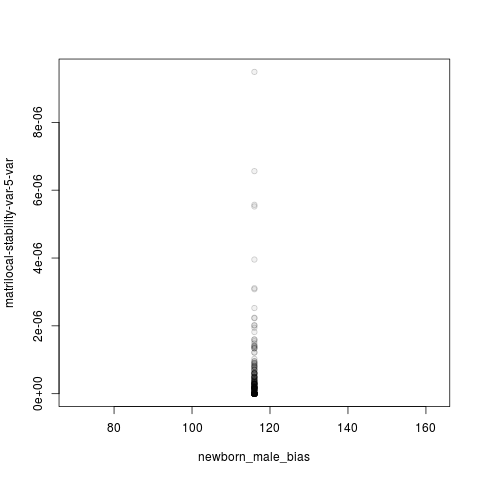 matrilocal-stability-var-5-var
8e-06
6e-06
4e-06
2e-06
0e+00
80
100
120
140
160
newborn_male_bias